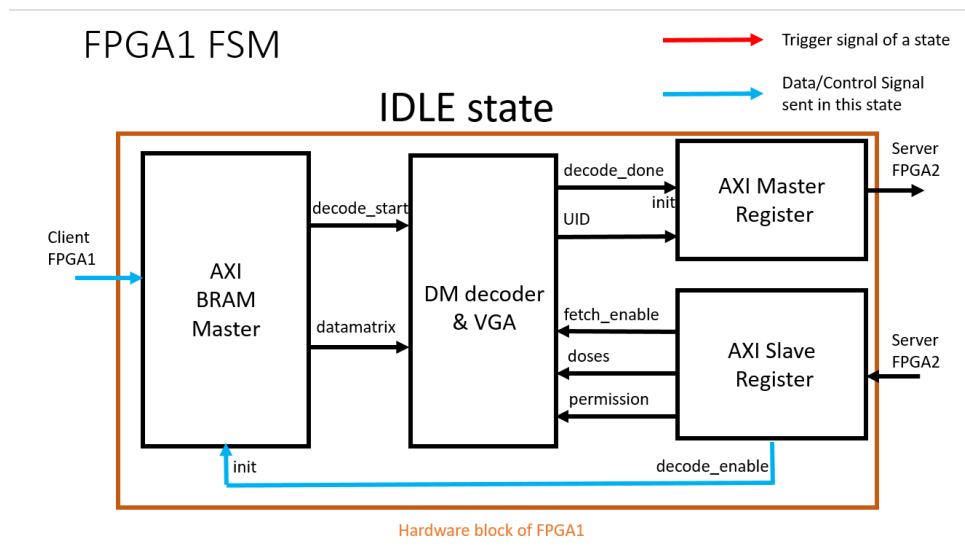 FPGA1 FSM
Trigger signal of a state
Data/Control Signal
sent in this state
IDLE state
Client
FPGA1
AXI
BRAM
Master
decode_start
datamatrix
DM decoder
& VGA
decode_done
init
UID
AXI Master
Register
Server
FPGA2
fetch_enable
doses
permission
AXI Slave
Register
Server
FPGA2
init
decode_enable
Hardware block of FPGA1